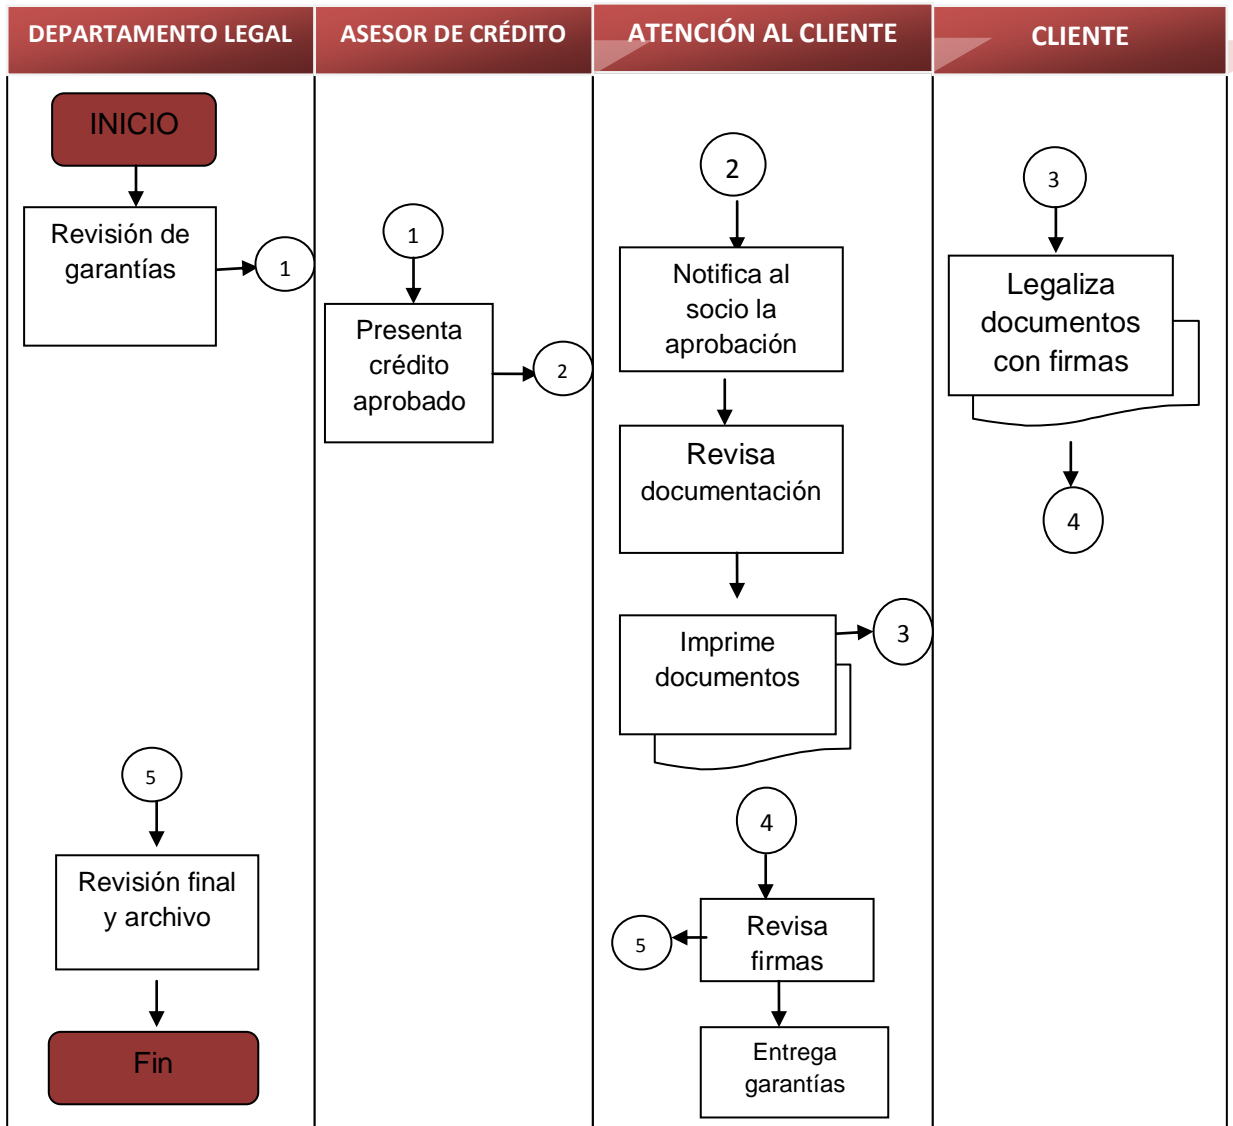 DEPARTAMENTO LEGAL
ASESOR DE CRÉDITO
ATENCIÓN AL CLIENTE
CLIENTE
INICIO
Revisión de
garantías
1
5
Revisión final
y archivo
Fin
1
Presenta
crédito
aprobado
2
2
Notifica al
socio la
aprobación
Revisa
documentación
Imprime
documentos
3
4
Revisa
firmas
5
Entrega
garantías
3
Legaliza
documentos
con firmas
4